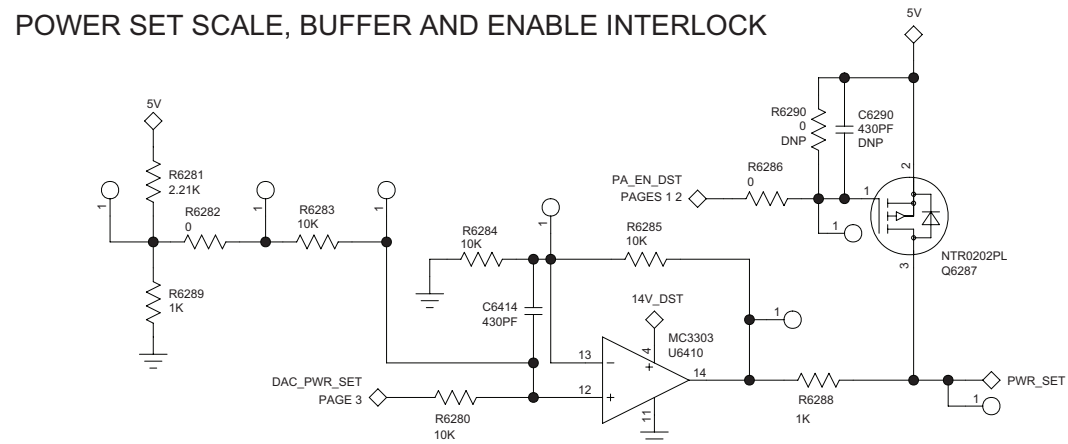 POWER SET SCALE, BUFFER AND ENABLE INTERLOCK
5V
5V
R6290
0
DNP
C6290
430PF
DNP
R6281
2.21K
R6286
0
2
PA_EN_DST
PAGES 1 2
1
1
1
1
R6282
0
R6283
10K
1
1
R6284
10K
R6285
10K
NTR0202PL
Q6287
3
R6289
1K
C6414
430PF
14V_DST
1
MC3303
U6410
4
13
14
12
11
DAC_PWR_SET
PAGE 3
R6280
10K
R6288
1K
PWR_SET
1